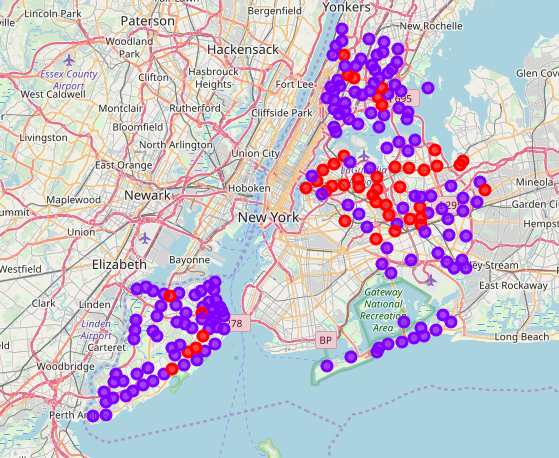 Lincoln Park
Paterson
Yonkers
Bergenfield
New Rochelle
Woodland
Park
Hackensack
Essex County
Airport
Clifton
Hasbrouck
Heights
Fort Lee
Glen Cove
West Caldwell
Montclair
Rutherford
Cliffside Park
Livingston
Bloomfield
North Arlington
Union City
East Orange
Newark
Mineola
Maplewood
Hoboken
Garden City
New York
Hempst
Westfield
Elizabeth
Bayonne
ey Stream
East Rockaway
Clark
Linden
Gateway
National
Recreation
Area
278
Linden
Airport
Carteret
BP
Long Beach
Woodbridge
Perth Am